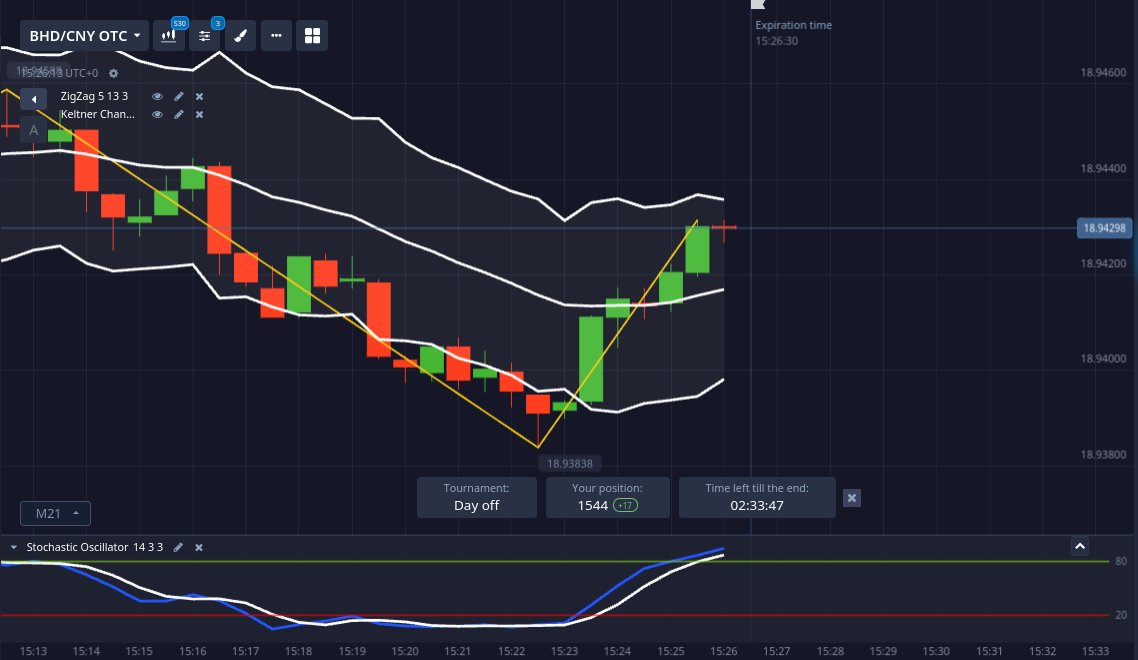 BHD/CNY OTC
S30
3
Expiration time
15:26:30
18.94588
15:26:13 UTC+0
ZigZag 5 13 3
Keltner Chan...
A
18.94600
18.94400
18.94298
18.94200
18.94000
18.93800
18.93838
Tournament:
Day off
Your position:
1544 +17
Time left till the end:
02:33:47
M21
Stochastic Oscillator 14 3 3
80
20
15:13 15:14 15:15 15:16 15:17 15:18 15:19 15:20 15:21 15:22 15:23 15:24 15:25 15:26 15:27 15:28 15:29 15:30 15:31 15:32 15:33